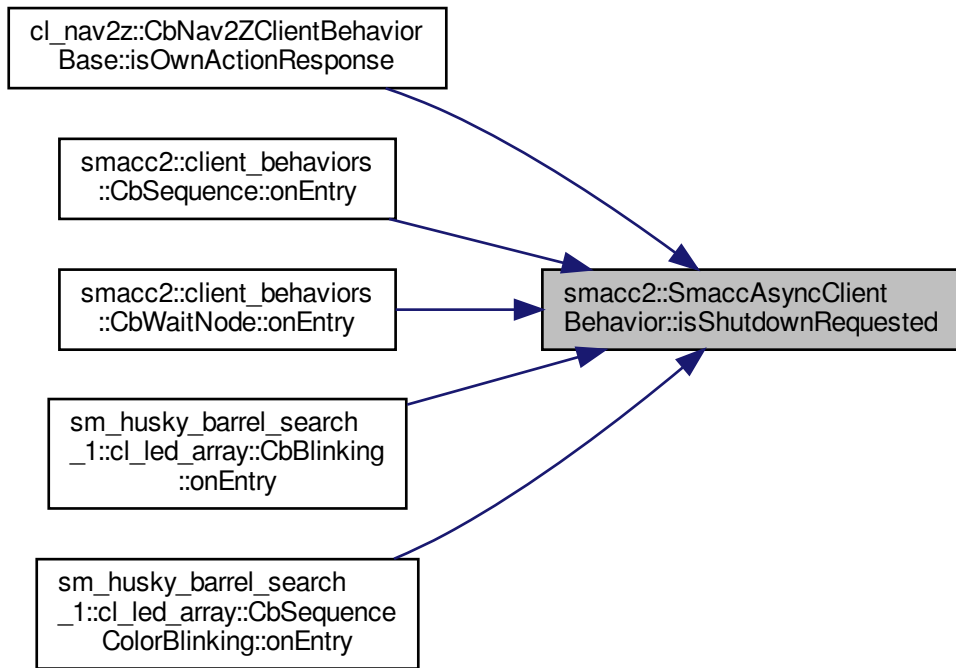 cl_nav2z::CbNav2ZClientBehavior
Base::isOwnActionResponse
smacc2::client_behaviors
::CbSequence::onEntry
smacc2::client_behaviors
::CbWaitNode::onEntry
smacc2::SmaccAsyncClient
Behavior::isShutdownRequested
sm_husky_barrel_search
_1::cl_led_array::CbBlinking
::onEntry
sm_husky_barrel_search
_1::cl_led_array::CbSequence
ColorBlinking::onEntry